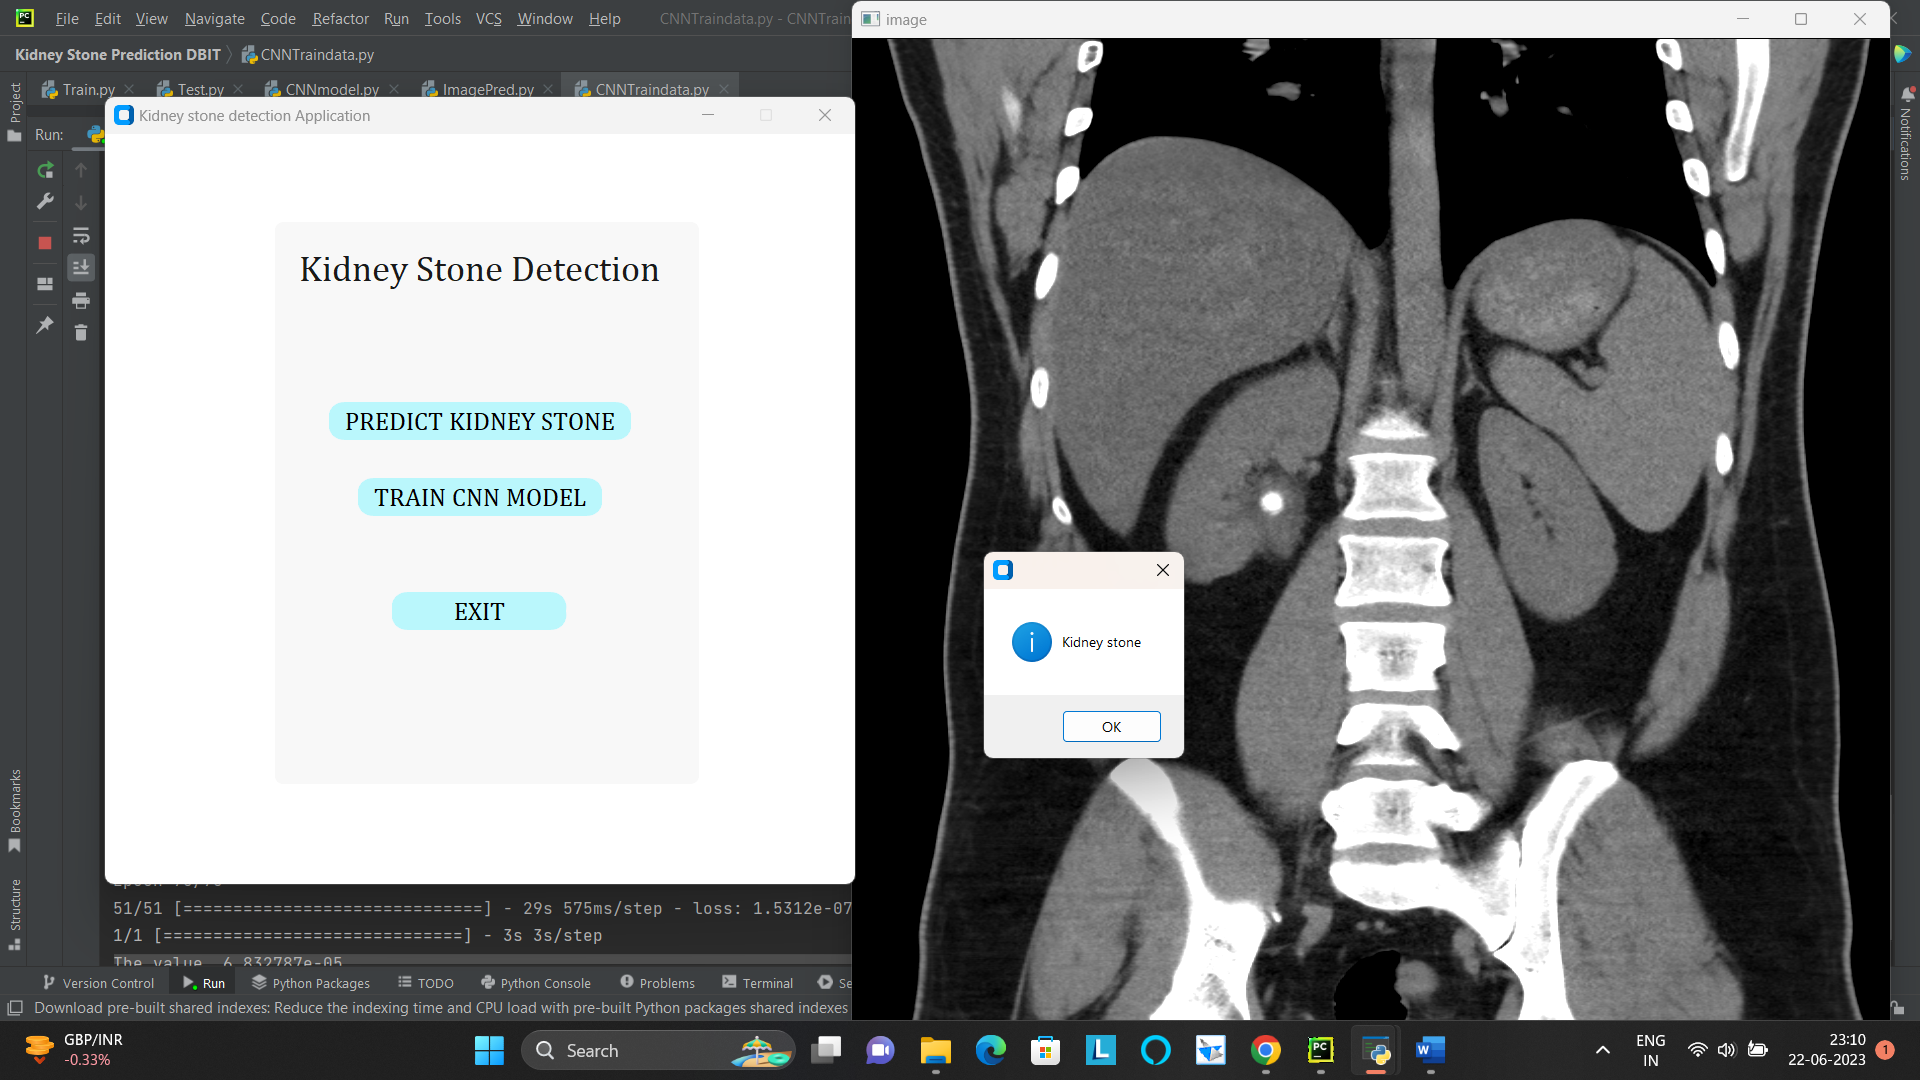 File Edit View Navigate Code Refactor Run Tools VCS Window Help CNNTraindata.py - CNNTrain
Kidney Stone Prediction DBIT CNNTraindata.py
Train.py Test.py CNNmodel.py ImagePred.py CNNTraindata.py
Project
Run:
Kidney stone detection Application
Kidney Stone Detection
PREDICT KIDNEY STONE
TRAIN CNN MODEL
EXIT
image
Kidney stone
OK
Notifications
Bookmarks
Structure
51/51 [==============================] - 29s 575ms/step - loss: 1.5312e-07
1/1 [==============================] - 3s 3s/step
The value 6.832787e-05
Version Control Run Python Packages TODO Python Console Problems Terminal Se
Download pre-built shared indexes: Reduce the indexing time and CPU load with pre-built Python packages shared indexes
GBP/INR
-0.33%
Search
PC
L
W
ENG
IN
23:10
22-06-2023
1